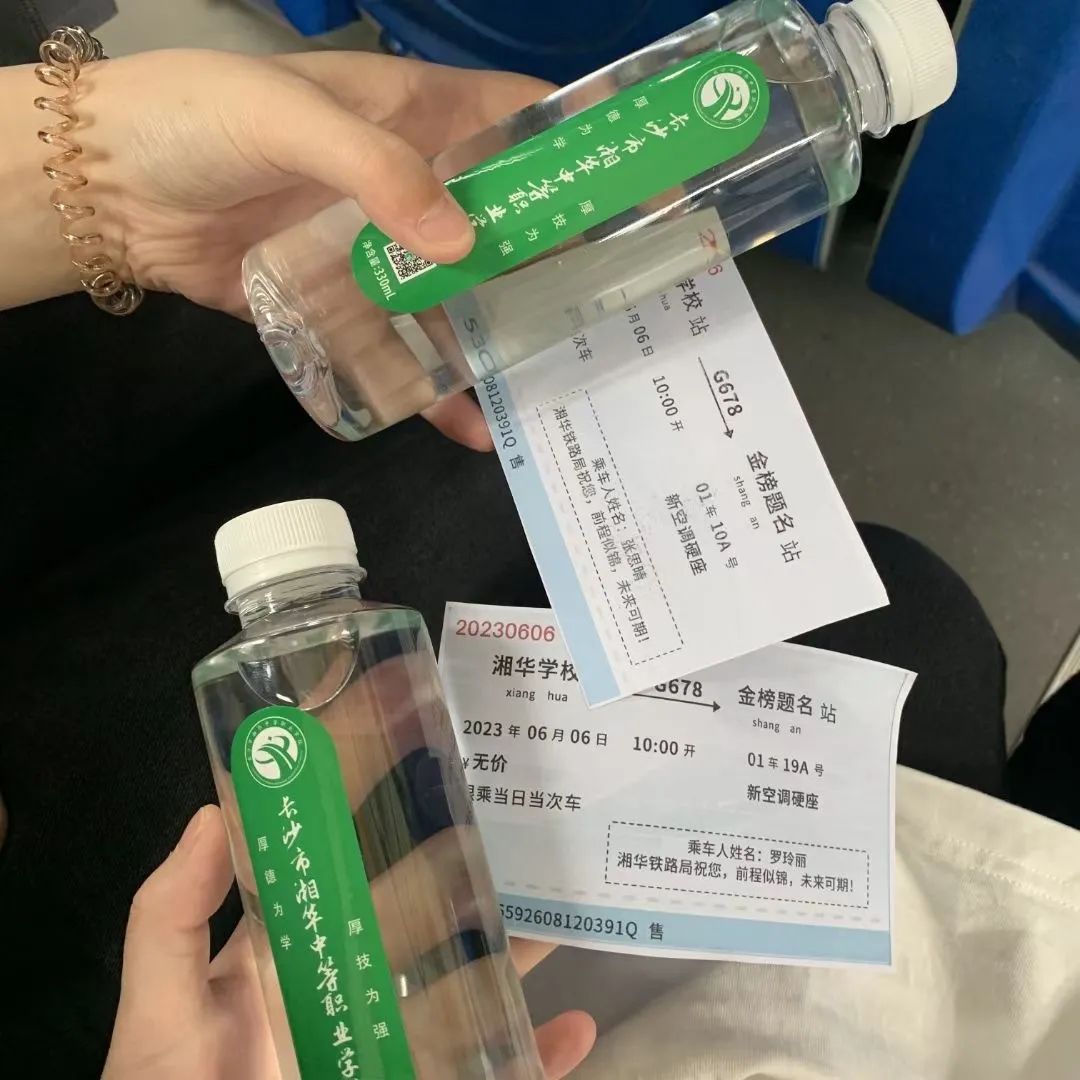 长沙市湘华中等职业学
厚德为学
厚技为强
净含量:330mL
学校 站
hua
G678
金榜题名 站
shang an
月 06 日
10:00 开
01 车 10A 号
次车
新空调硬座
乘车人姓名：张思晴
湘华铁路局祝您，前程似锦，未来可期！
08120391Q 售
20230606
湘华学校
xiang hua
G678
金榜题名 站
shang an
2023 年 06 月 06 日
10:00 开
01 车 19A 号
¥无价
新空调硬座
乘当日当次车
乘车人姓名：罗玲丽
湘华铁路局祝您，前程似锦，未来可期！
592608120391Q 售
长沙市湘华中等职业学
厚德为学
厚技为强